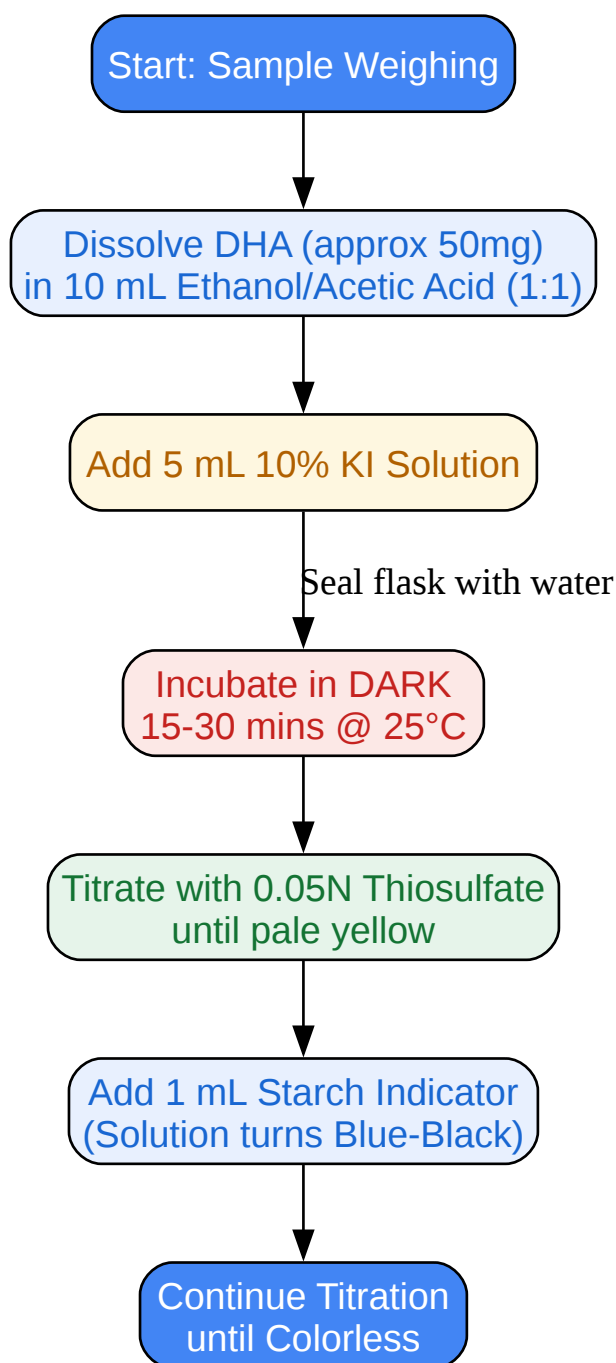 Start: Sample Weighing
Dissolve DHA (approx 50mg)
in 10 mL Ethanol/Acetic Acid (1:1)
Add 5 mL 10% KI Solution
Seal flask with water
Incubate in DARK
15-30 mins @ 25°C
Titrate with 0.05N Thiosulfate
until pale yellow
Add 1 mL Starch Indicator
(Solution turns Blue-Black)
Continue Titration
until Colorless